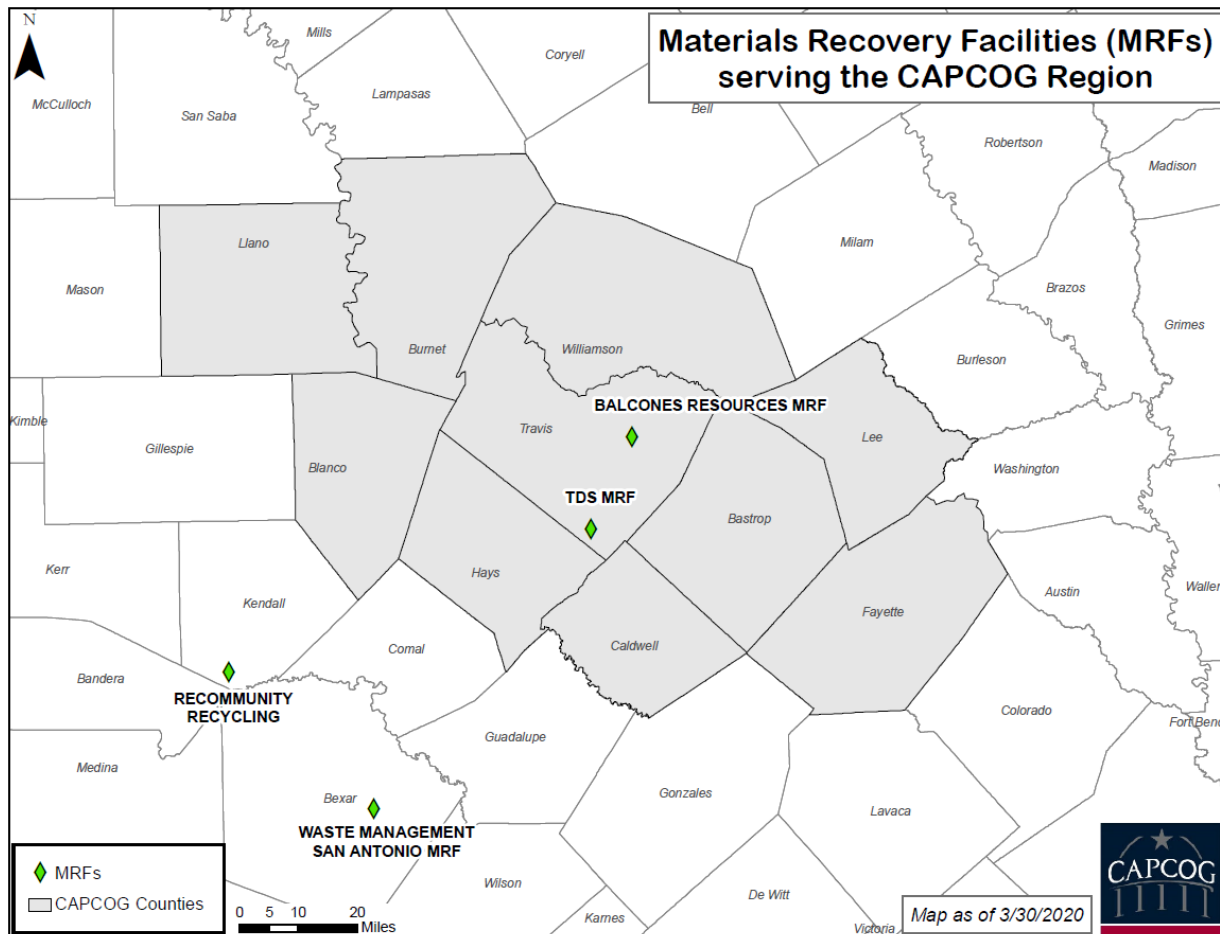 N
Materials Recovery Facilities (MRFs)
serving the CAPCOG Region
Mills
Coryell
McCulloch
San Saba
Lampasas
Bell
Robertson
Madison
Llano
Milam
Mason
Brazos
Grimes
Burnet
Williamson
Burleson
Kimble
BALCONES RESOURCES MRF
Gillespie
Travis
Lee
Blanco
Washington
TDS MRF
Bastrop
Kerr
Hays
Kendall
Austin
Waller
Fayette
Comal
Caldwell
Bandera
RECOMMUNITY
RECYCLING
Colorado
Fort Bend
Guadalupe
Medina
Bexar
Gonzales
Lavaca
WASTE MANAGEMENT
SAN ANTONIO MRF
MRFs
CAPCOG Counties
Wilson
De Witt
CAPCOG
0 5 10 20
Miles
Karnes
Victoria
Map as of 3/30/2020